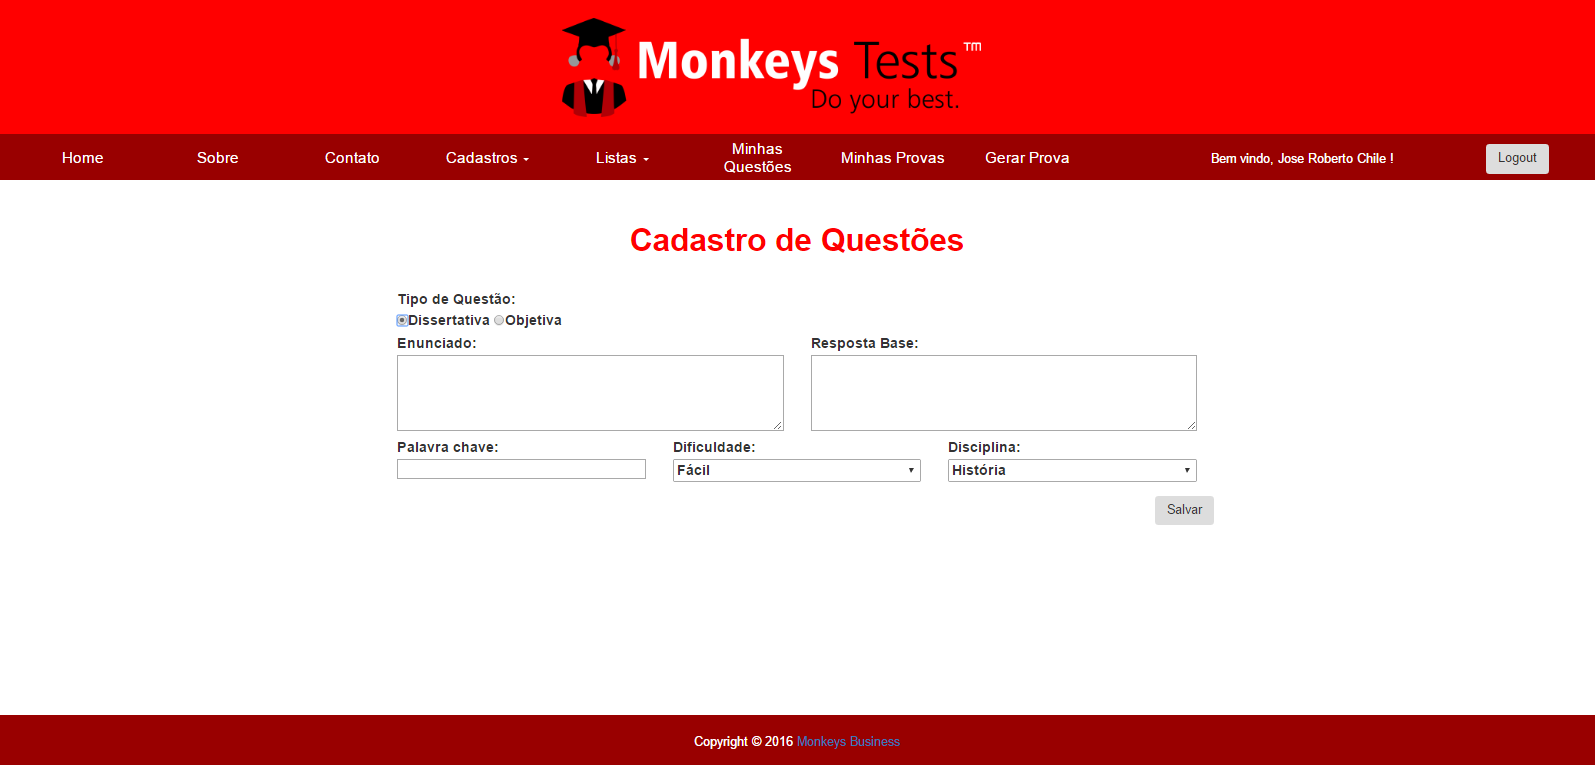 Monkeys Tests ™
Do your best.
Home Sobre Contato Cadastros Listas Minhas Questões Minhas Provas Gerar Prova Bem vindo, Jose Roberto Chile ! Logout
Cadastro de Questões
Tipo de Questão:
Dissertativa Objetiva
Enunciado: Resposta Base:
Palavra chave: Dificuldade: Disciplina:
Fácil História
Salvar
Copyright © 2016 Monkeys Business